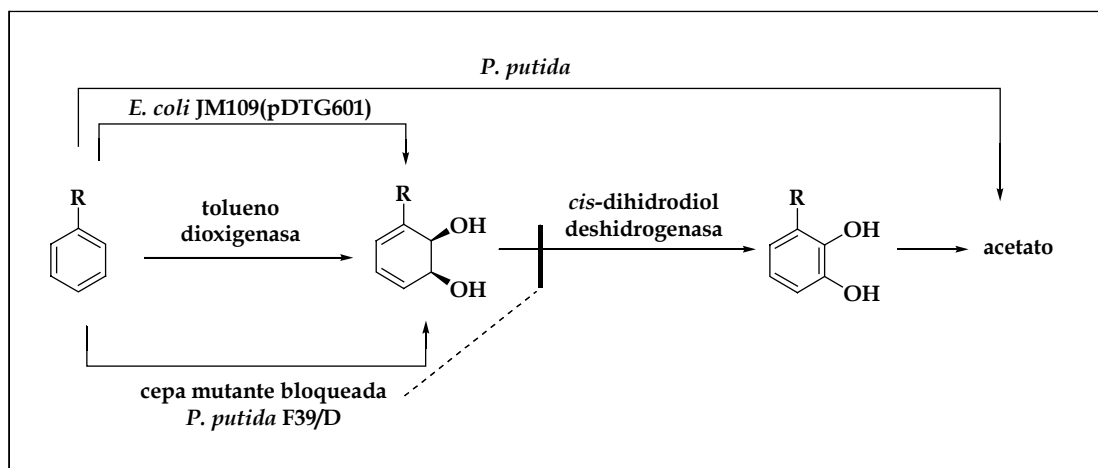 P. putida
E. coli JM109(pDTG601)
R
tolueno
dioxigenasa
R
OH
OH
cis-dihidrodiol
deshidrogenasa
R
OH
OH
acetato
cepa mutante bloqueada
P. putida F39/D